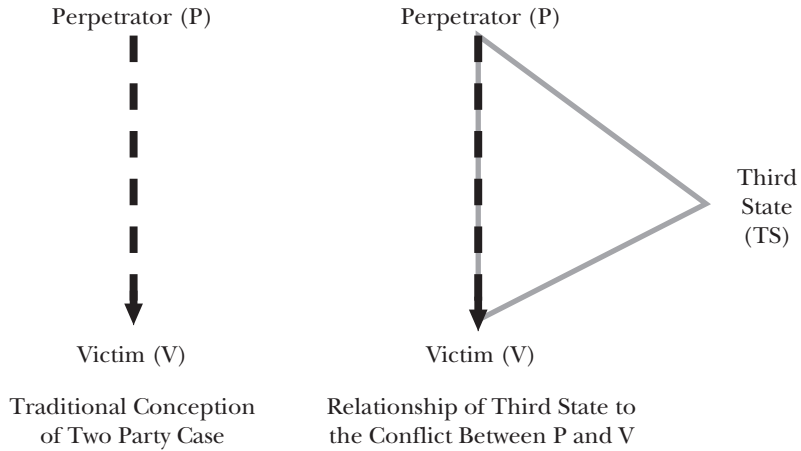 Perpetrator (P)
Perpetrator (P)
Third
State
(TS)
Victim (V)
Victim (V)
Traditional Conception
of Two Party Case
Relationship of Third State to
the Conflict Between P and V